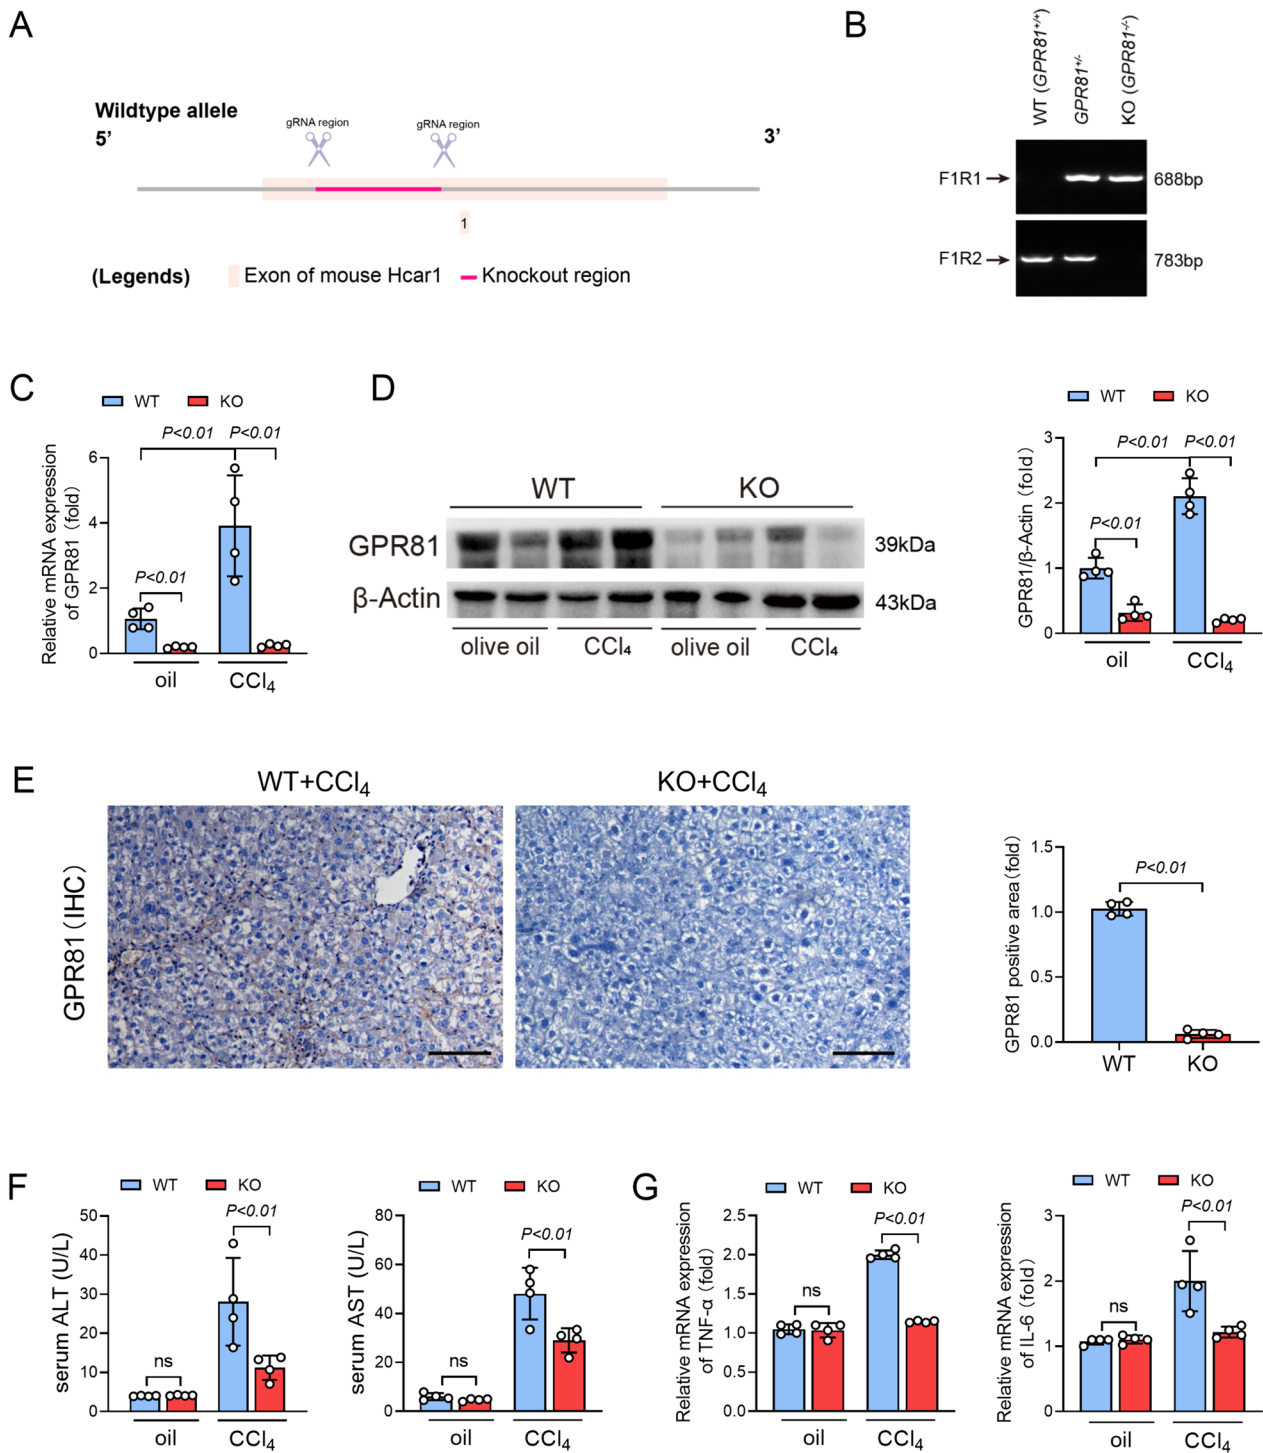 A
Wildtype allele
5’
3’
gRNA region
gRNA region
1
(Legends)
Exon of mouse Hcar1
Knockout region
B
WT (GPR81+/+)
GPR81+/-
KO (GPR81-/-)
F1R1
688bp
F1R2
783bp
C
WT
KO
P<0.01
P<0.01
P<0.01
Relative mRNA expression
of GPR81 (fold)
6
4
2
0
oil
CCl4
D
WT
KO
GPR81
39kDa
β-Actin
43kDa
olive oil
CCl4
olive oil
CCl4
WT
KO
P<0.01
P<0.01
P<0.01
GPR81/β-Actin (fold)
3
2
1
0
oil
CCl4
E
WT+CCl4
KO+CCl4
GPR81 (IHC)
GPR81 positive area (fold)
1.5
1.0
0.5
0.0
P<0.01
WT
KO
F
WT
KO
P<0.01
ns
serum ALT (U/L)
50
40
30
20
10
0
oil
CCl4
WT
KO
P<0.01
ns
serum AST (U/L)
80
60
40
20
0
oil
CCl4
G
WT
KO
P<0.01
ns
Relative mRNA expression
of TNF-α (fold)
2.5
2.0
1.5
1.0
0.5
0.0
oil
CCl4
WT
KO
P<0.01
ns
Relative mRNA expression
of IL-6 (fold)
3
2
1
0
oil
CCl4